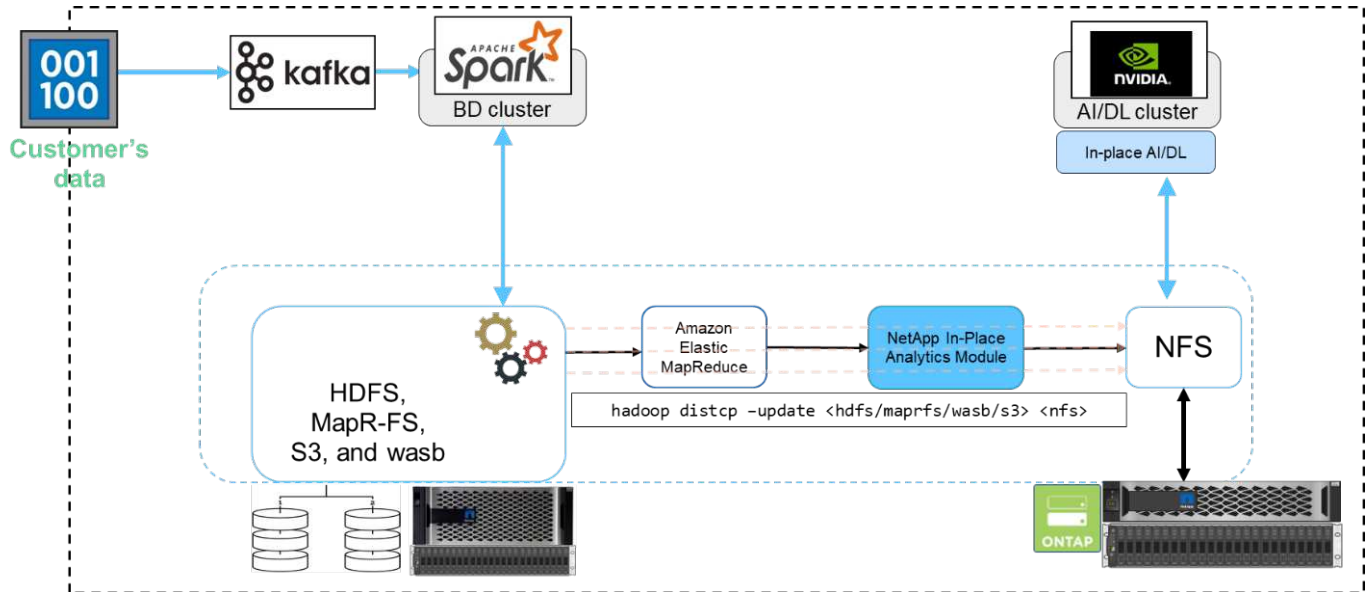 001
100
Customer's
data
kafka
APACHE
Spark
TM
BD cluster
NVIDIA.
AI/DL cluster
In-place AI/DL
HDFS,
MapR-FS,
S3, and wasb
Amazon
Elastic
MapReduce
NetApp In-Place
Analytics Module
NFS
hadoop distcp –update <hdfs/maprfs/wasb/s3> <nfs>
ONTAP